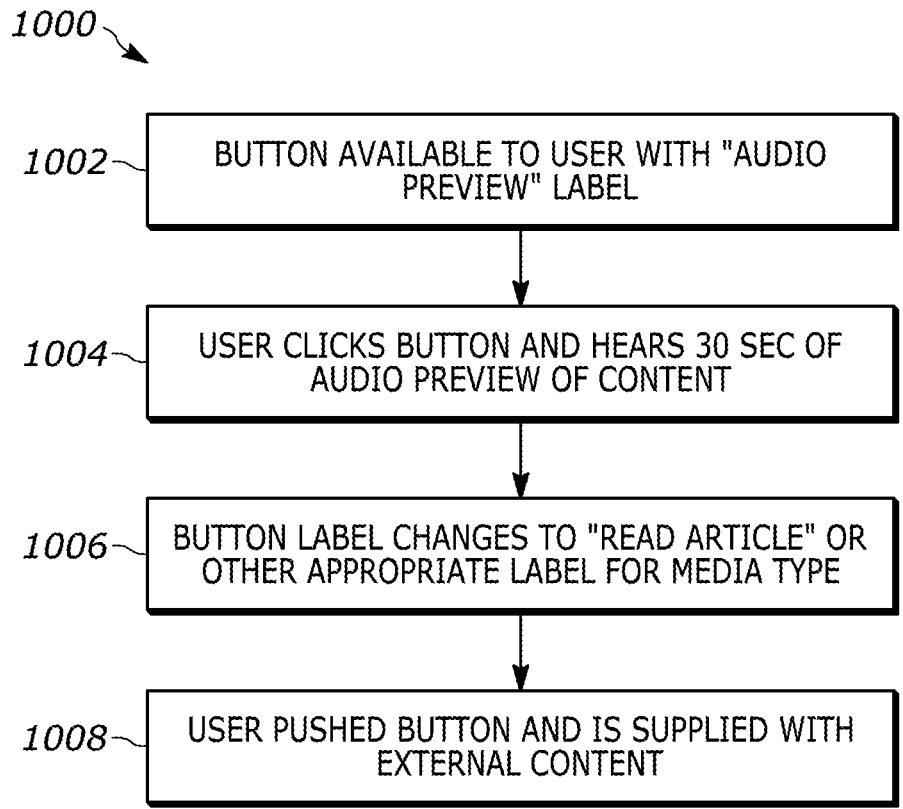 1000
1002
BUTTON AVAILABLE TO USER WITH "AUDIO
PREVIEW" LABEL
1004
USER CLICKS BUTTON AND HEARS 30 SEC OF
AUDIO PREVIEW OF CONTENT
1006
BUTTON LABEL CHANGES TO "READ ARTICLE" OR
OTHER APPROPRIATE LABEL FOR MEDIA TYPE
1008
USER PUSHED BUTTON AND IS SUPPLIED WITH
EXTERNAL CONTENT